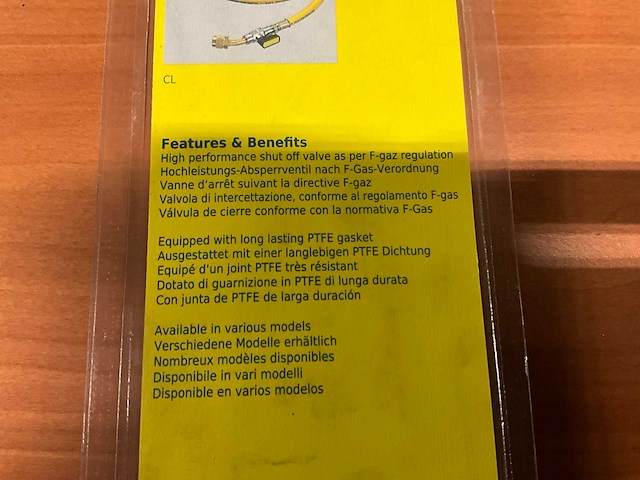 CL
Features & Benefits
High performance shut off valve as per F-gaz regulation
Hochleistungs-Absperrventil nach F-Gas-Verordnung
Vanne d'arrêt suivant la directive F-gaz
Valvola di intercettazione, conforme al regolamento F-gas
Válvula de cierre conforme con la normativa F-Gas
Equipped with long lasting PTFE gasket
Ausgestattet mit einer langlebigen PTFE Dichtung
Equipé d'un joint PTFE très résistant
Dotato di guarnizione in PTFE di lunga durata
Con junta de PTFE de larga duración
Available in various models
Verschiedene Modelle erhältlich
Nombreux modèles disponibles
Disponibile in vari modelli
Disponible en varios modelos